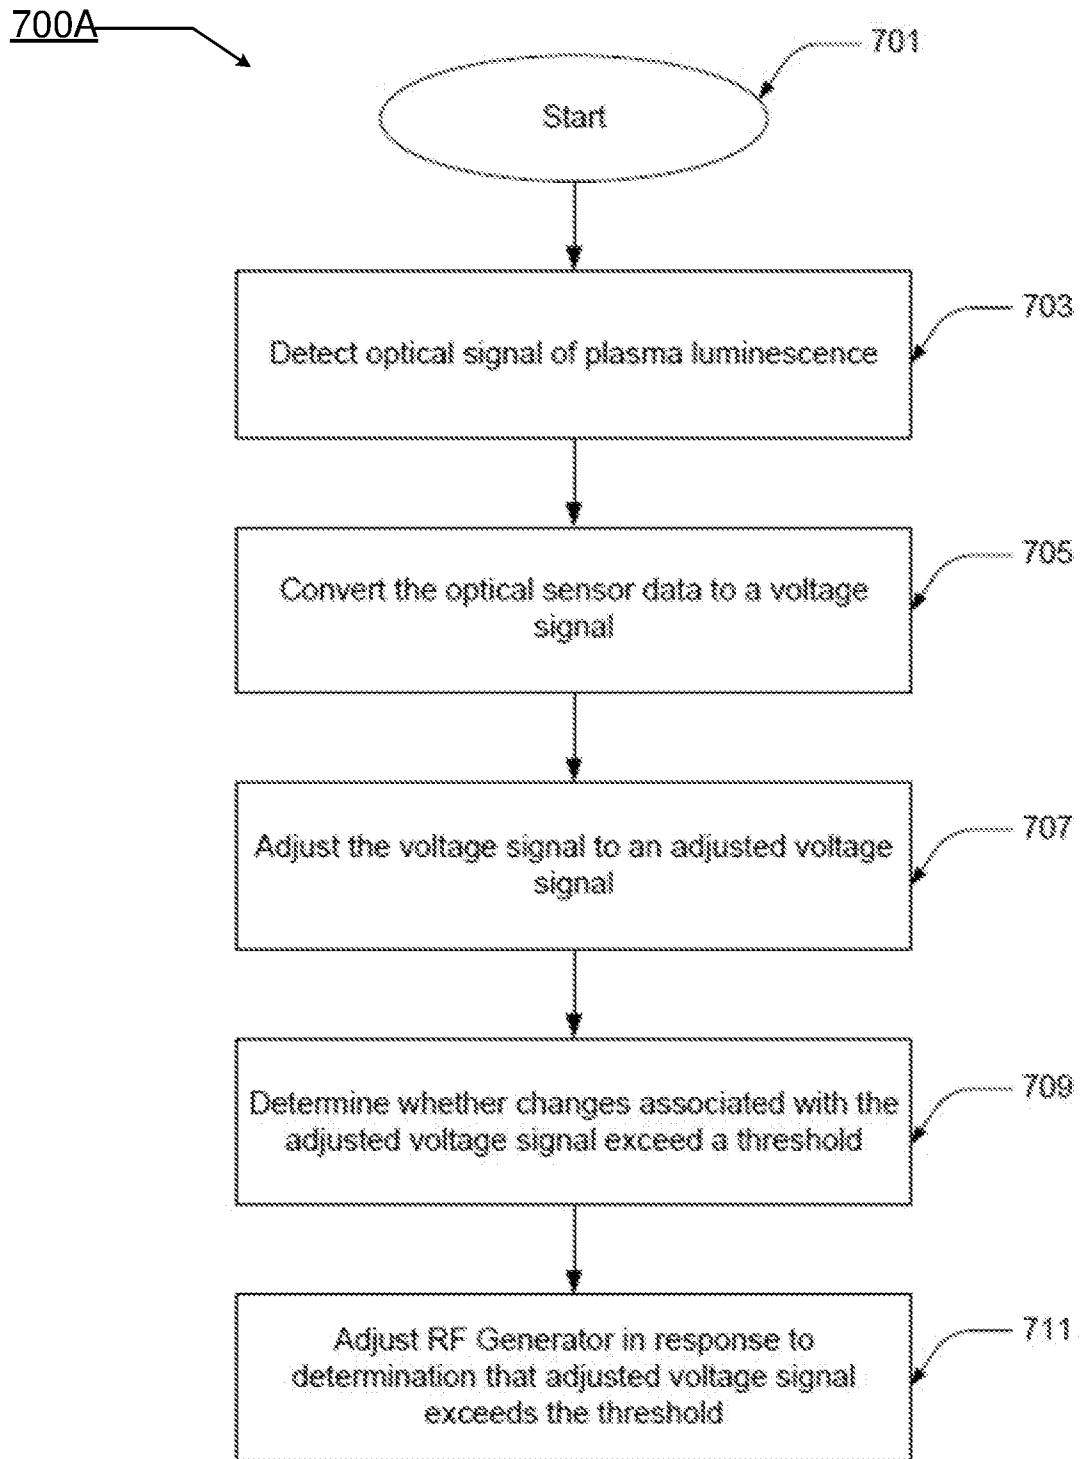 700A
701
Start
703
Detect optical signal of plasma luminescence
705
Convert the optical sensor data to a voltage
signal
707
Adjust the voltage signal to an adjusted voltage
signal
709
Determine whether changes associated with the
adjusted voltage signal exceed a threshold
711
Adjust RF Generator in response to
determination that adjusted voltage signal
exceeds the threshold